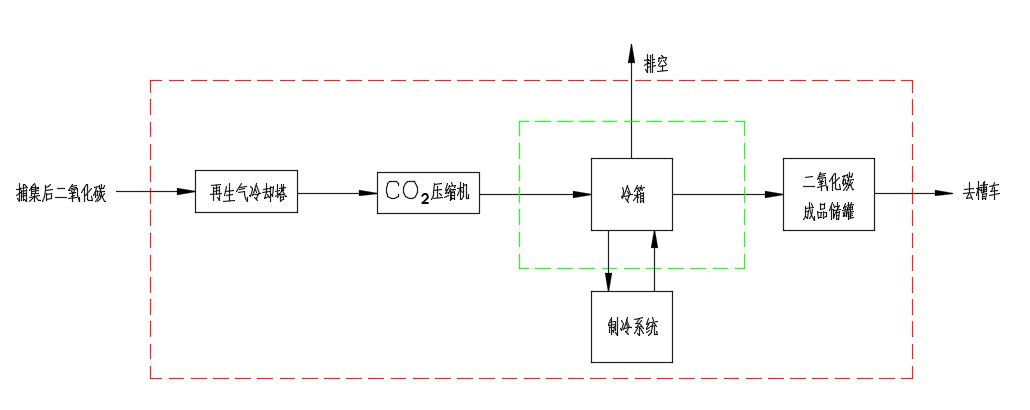 排空
捕集后二氧化碳
再生气冷却塔
CO₂压缩机
冷箱
二氧化碳
成品储罐
去槽车
制冷系统